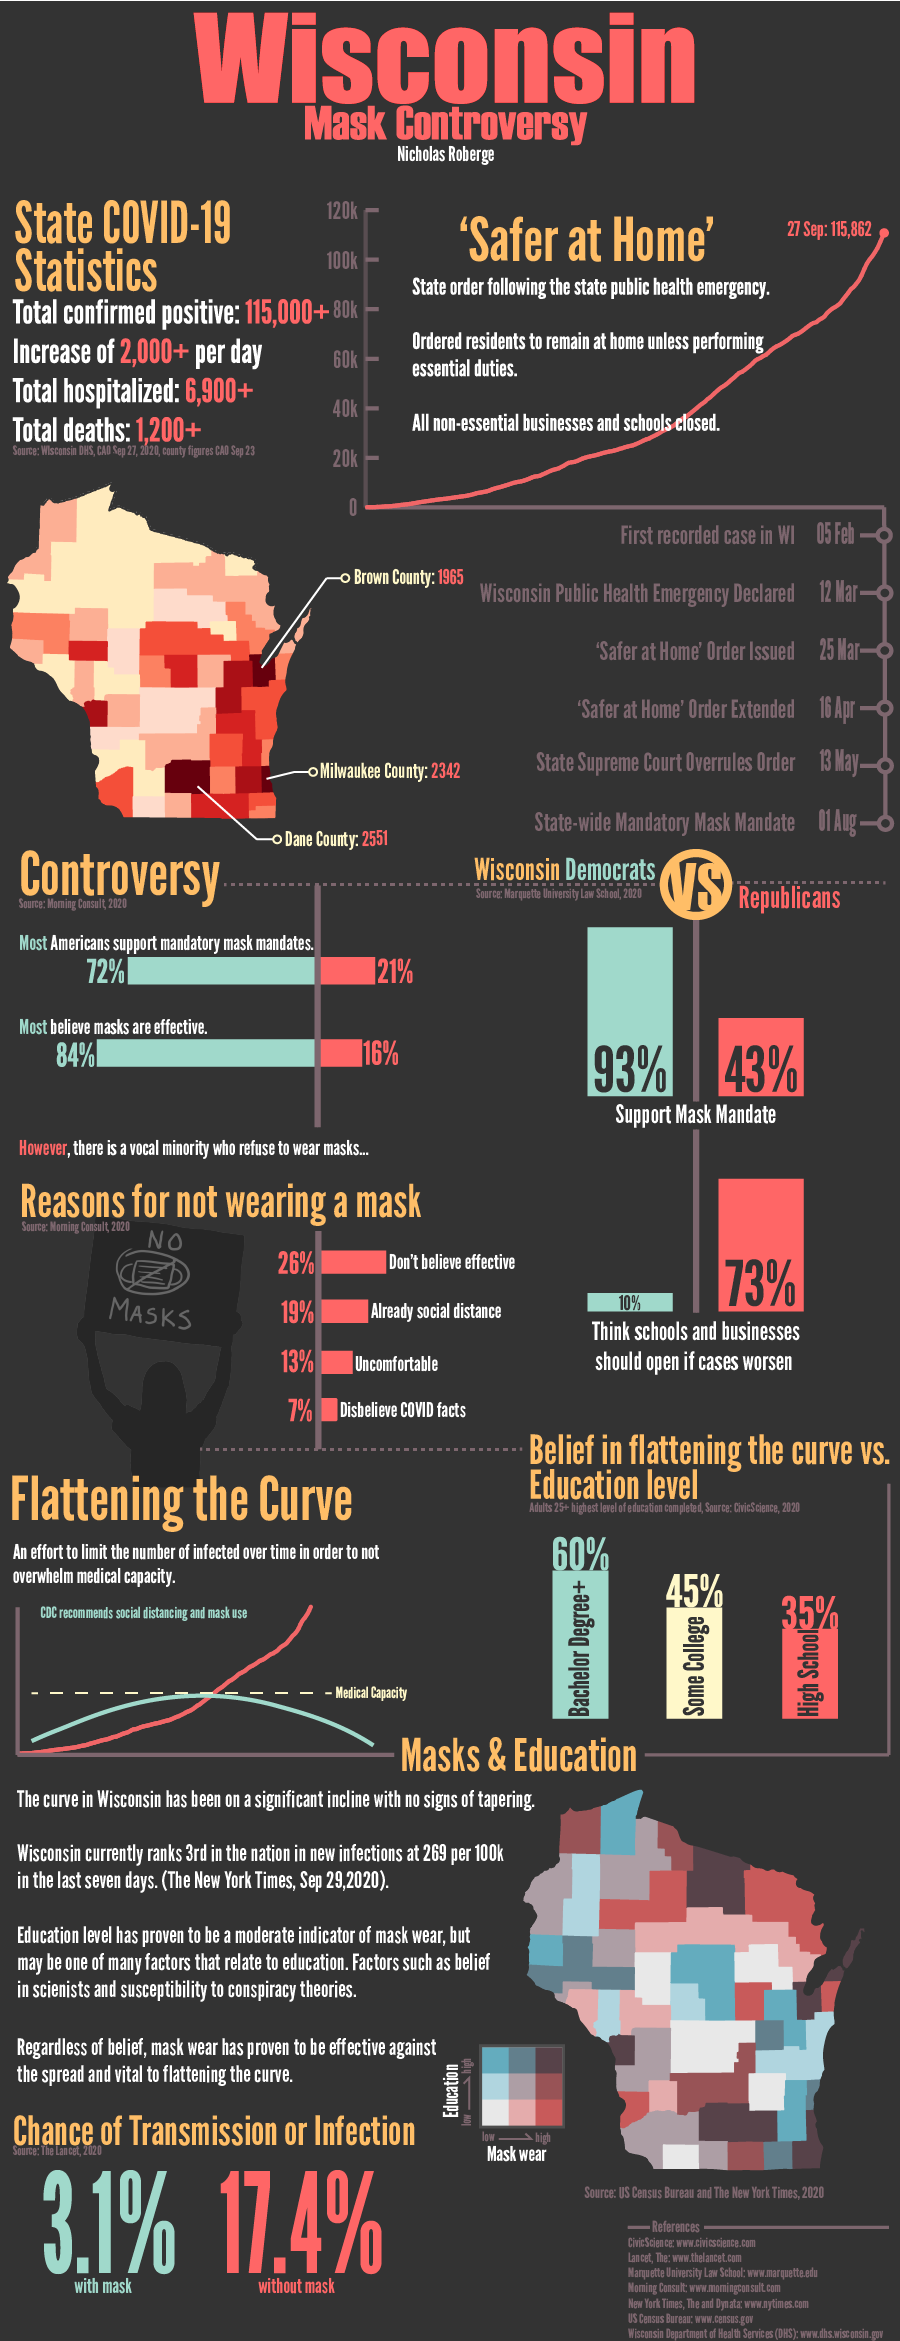 Wisconsin
Mask Controversy
Nicholas Roberge
State COVID-19
Statistics
Total confirmed positive: 115,000+
Increase of 2,000+ per day
Total hospitalized: 6,900+
Total deaths: 1,200+
Source: Wisconsin DHS, CAO Sep 27, 2020, county figures CAO Sep 23
120k
100k
80k
60k
40k
20k
0
‘Safer at Home’
27 Sep: 115,862
State order following the state public health emergency.
Ordered residents to remain at home unless performing
essential duties.
All non-essential businesses and schools closed.
First recorded case in WI 05 Feb
Wisconsin Public Health Emergency Declared 12 Mar
‘Safer at Home’ Order Issued 25 Mar
‘Safer at Home’ Order Extended 16 Apr
State Supreme Court Overrules Order 13 May
State-wide Mandatory Mask Mandate 01 Aug
Brown County: 1965
Milwaukee County: 2342
Dane County: 2551
Controversy
Source: Morning Consult, 2020
Most Americans support mandatory mask mandates.
72% 21%
Most believe masks are effective.
84% 16%
However, there is a vocal minority who refuse to wear masks...
Wisconsin Democrats
VS
Republicans
Source: Marquette University Law School, 2020
93% 43%
Support Mask Mandate
10% 73%
Think schools and businesses
should open if cases worsen
Reasons for not wearing a mask
Source: Morning Consult, 2020
NO
MASKS
26% Don't believe effective
19% Already social distance
13% Uncomfortable
7% Disbelieve COVID facts
Flattening the Curve
An effort to limit the number of infected over time in order to not
overwhelm medical capacity.
CDC recommends social distancing and mask use
Medical Capacity
Belief in flattening the curve vs.
Education level
Adults 25+ highest level of education completed, Source: CivicScience, 2020
60%
Bachelor Degree+
45%
Some College
35%
High School
Masks & Education
The curve in Wisconsin has been on a significant incline with no signs of tapering.
Wisconsin currently ranks 3rd in the nation in new infections at 269 per 100k
in the last seven days. (The New York Times, Sep 29,2020).
Education level has proven to be a moderate indicator of mask wear, but
may be one of many factors that relate to education. Factors such as belief
in scientists and susceptibility to conspiracy theories.
Regardless of belief, mask wear has proven to be effective against
the spread and vital to flattening the curve.
Education
low
high
low
high
Mask wear
Source: US Census Bureau and The New York Times, 2020
Chance of Transmission or Infection
Source: The Lancet, 2020
3.1%
with mask
17.4%
without mask
References
CivicScience: www.civicscience.com
Lancet, The: www.thelancet.com
Marquette University Law School: www.marquette.edu
Morning Consult: www.morningconsult.com
New York Times, The and Dynata: www.nytimes.com
US Census Bureau: www.census.gov
Wisconsin Department of Health Services (DHS): www.dhs.wisconsin.gov